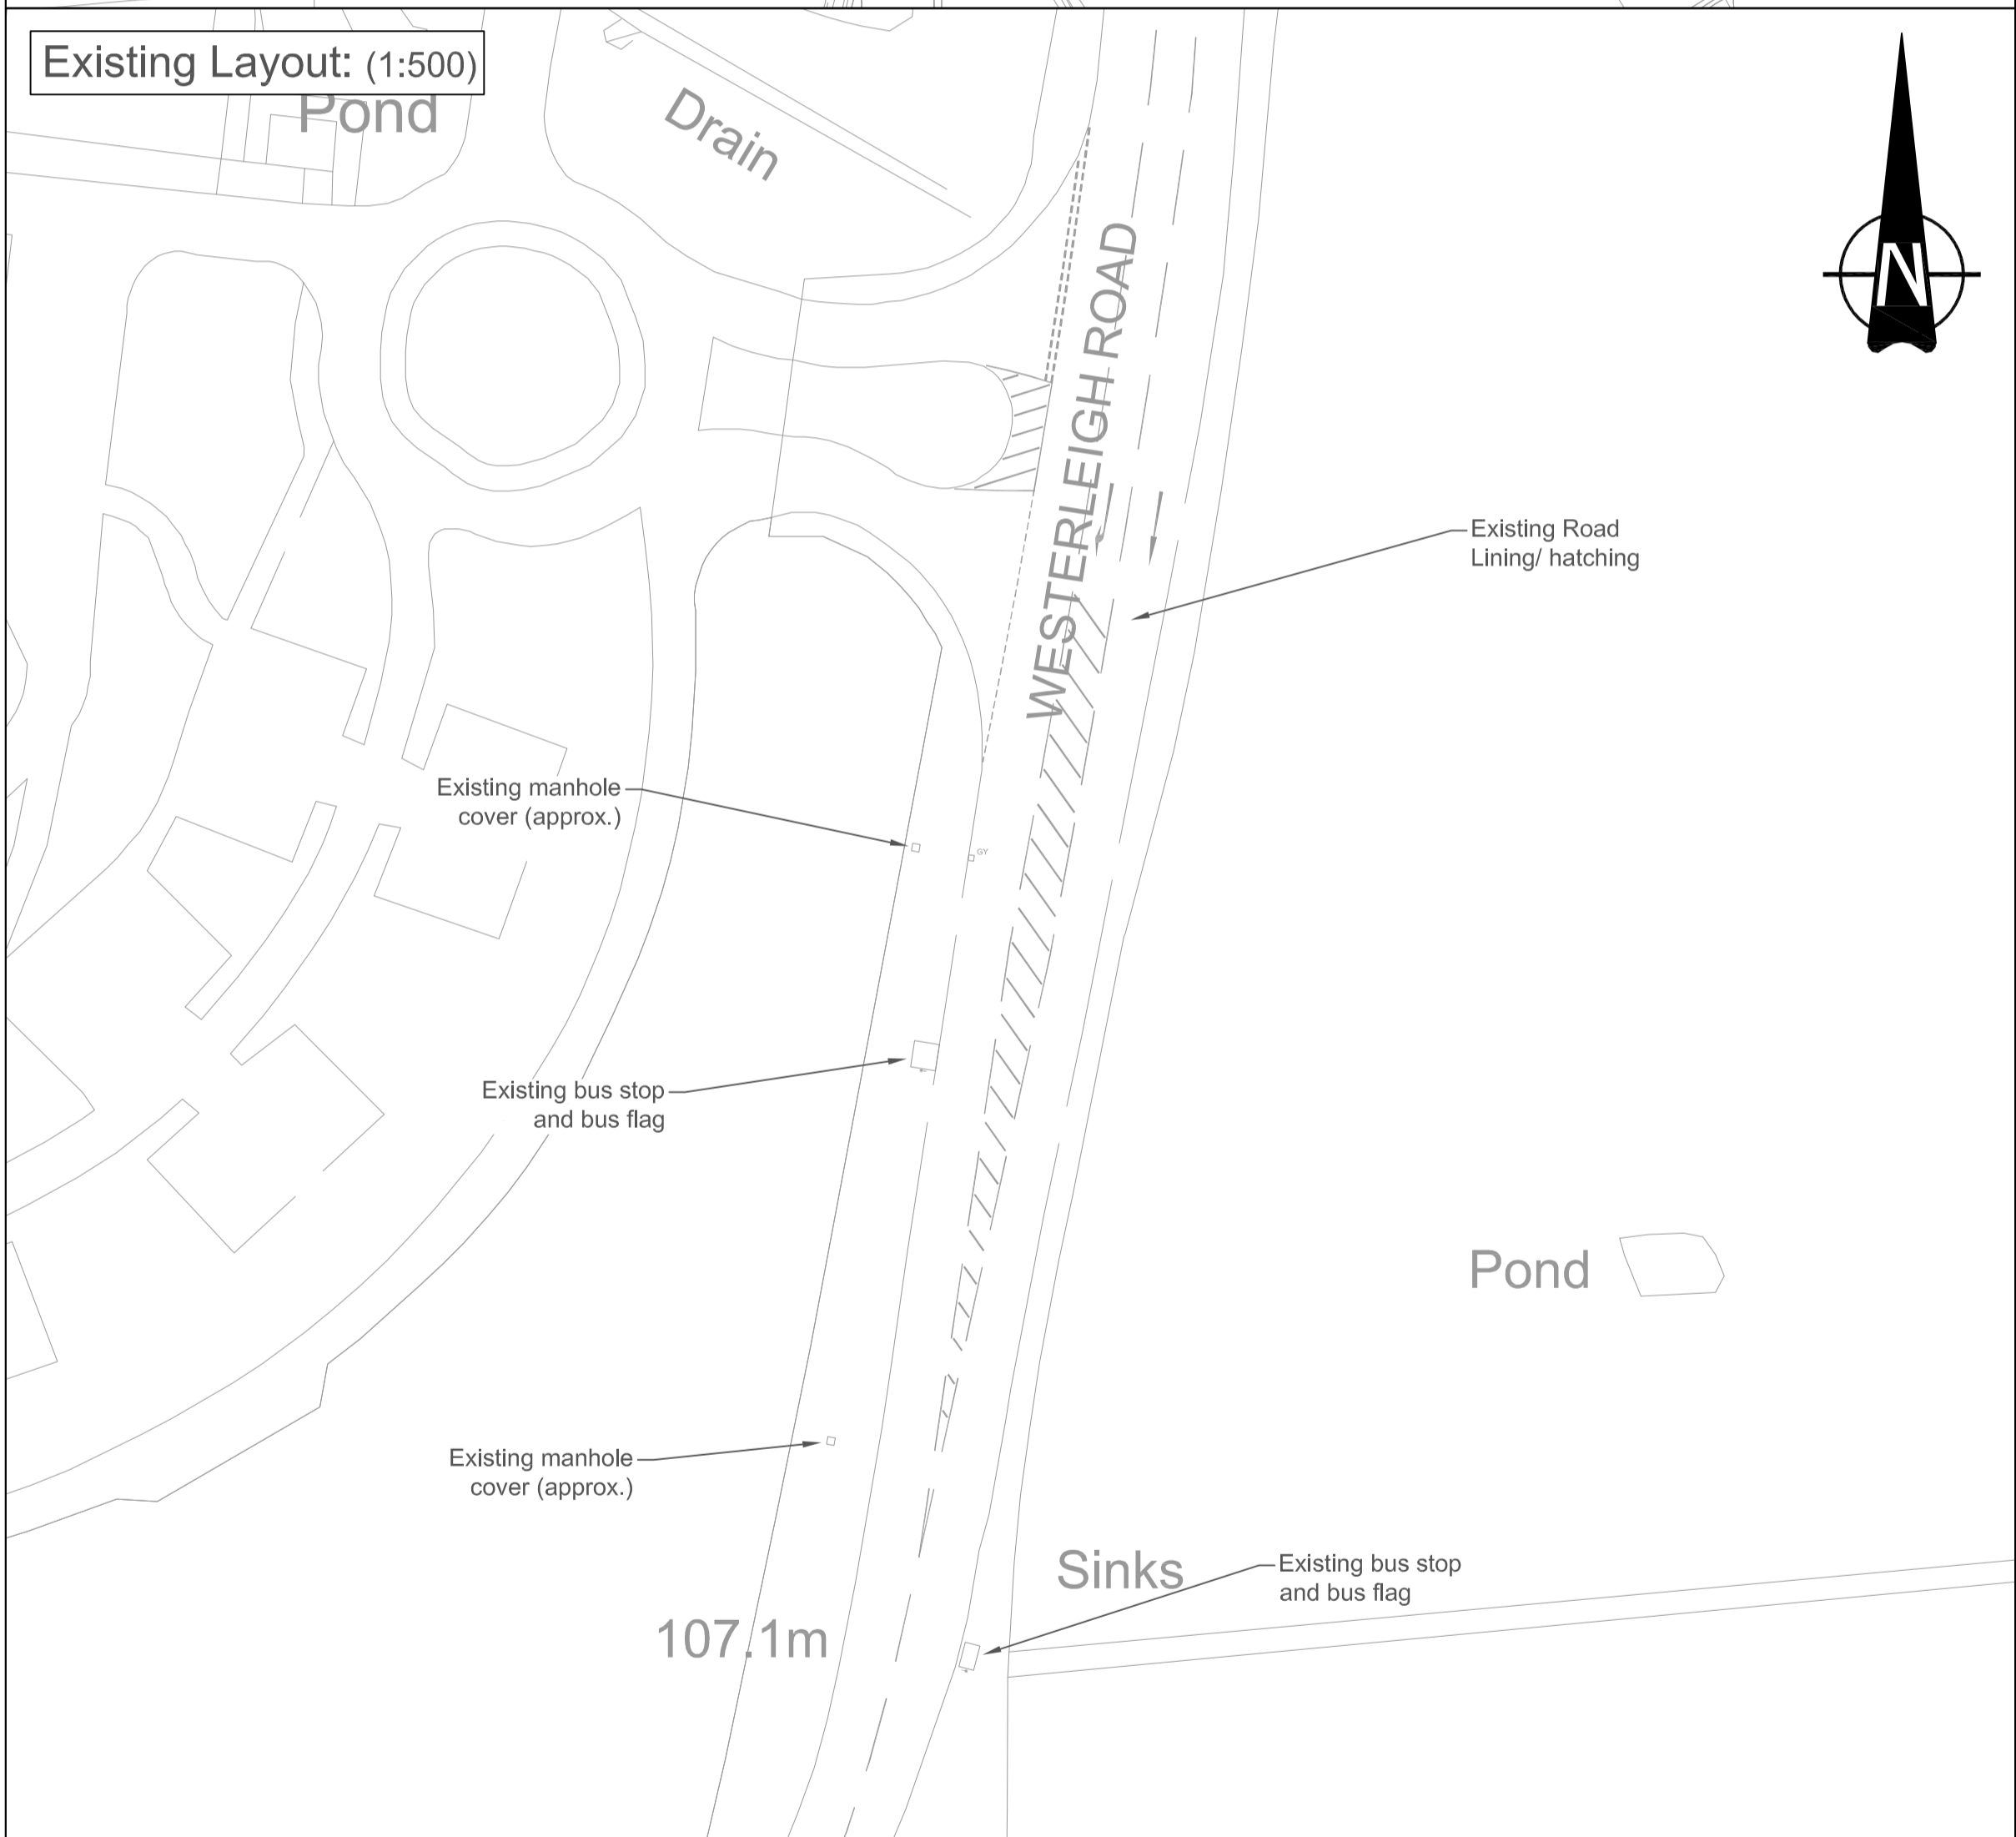 Existing Layout: (1:500)
Pond
Drain
N
WESTERLEIGH ROAD
Existing Road
Lining/ hatching
Existing manhole
cover (approx.)
GY
Existing bus stop
and bus flag
Pond
Existing manhole
cover (approx.)
Sinks
Existing bus stop
and bus flag
107.1m